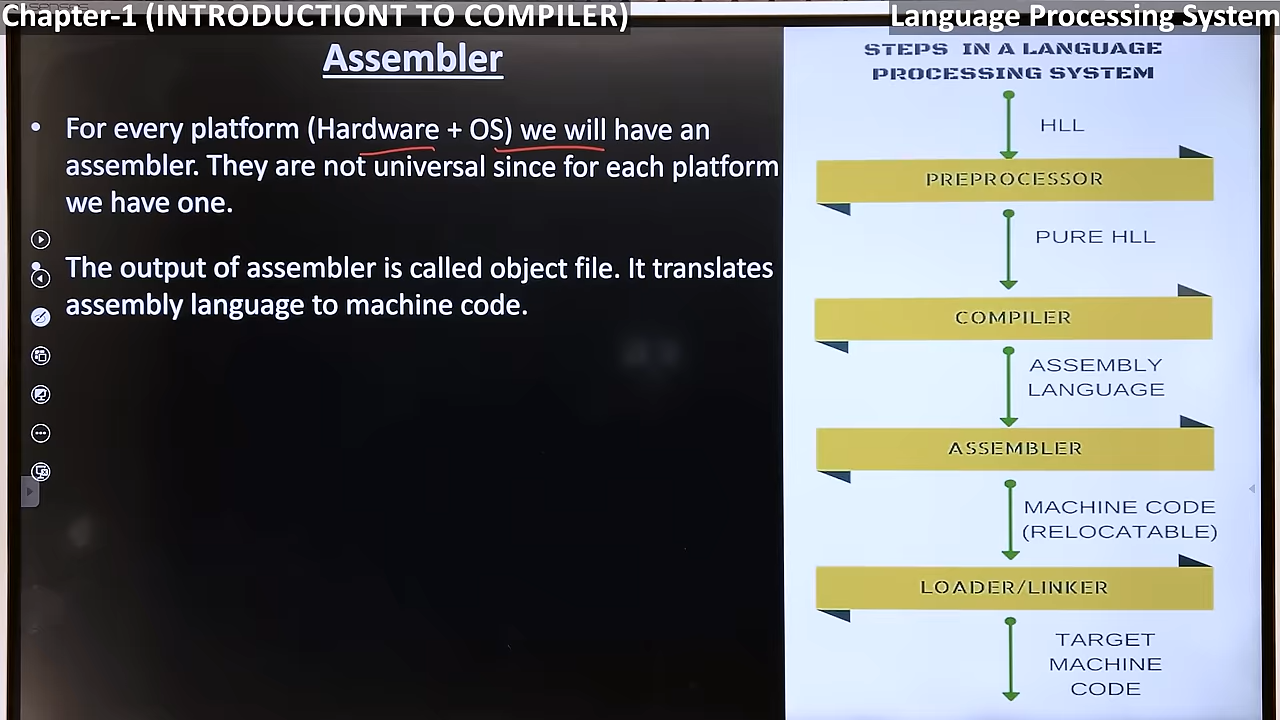 Chapter-1 (INTRODUCTIONT TO COMPILER)
Language Processing System
Assembler
• For every platform (Hardware + OS) we will have an
assembler. They are not universal since for each platform
we have one.
• The output of assembler is called object file. It translates
assembly language to machine code.
STEPS IN A LANGUAGE
PROCESSING SYSTEM
HLL
PREPROCESSOR
PURE HLL
COMPILER
ASSEMBLY
LANGUAGE
ASSEMBLER
MACHINE CODE
(RELOCATABLE)
LOADER/LINKER
TARGET
MACHINE
CODE